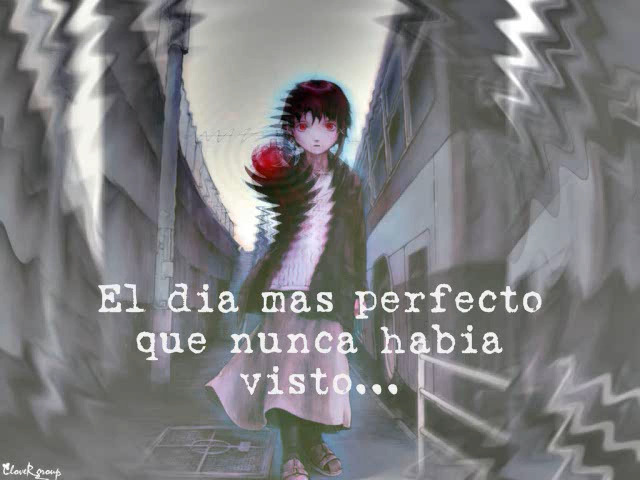 El dia mas perfecto
que nunca habia
visto...
CloveR group